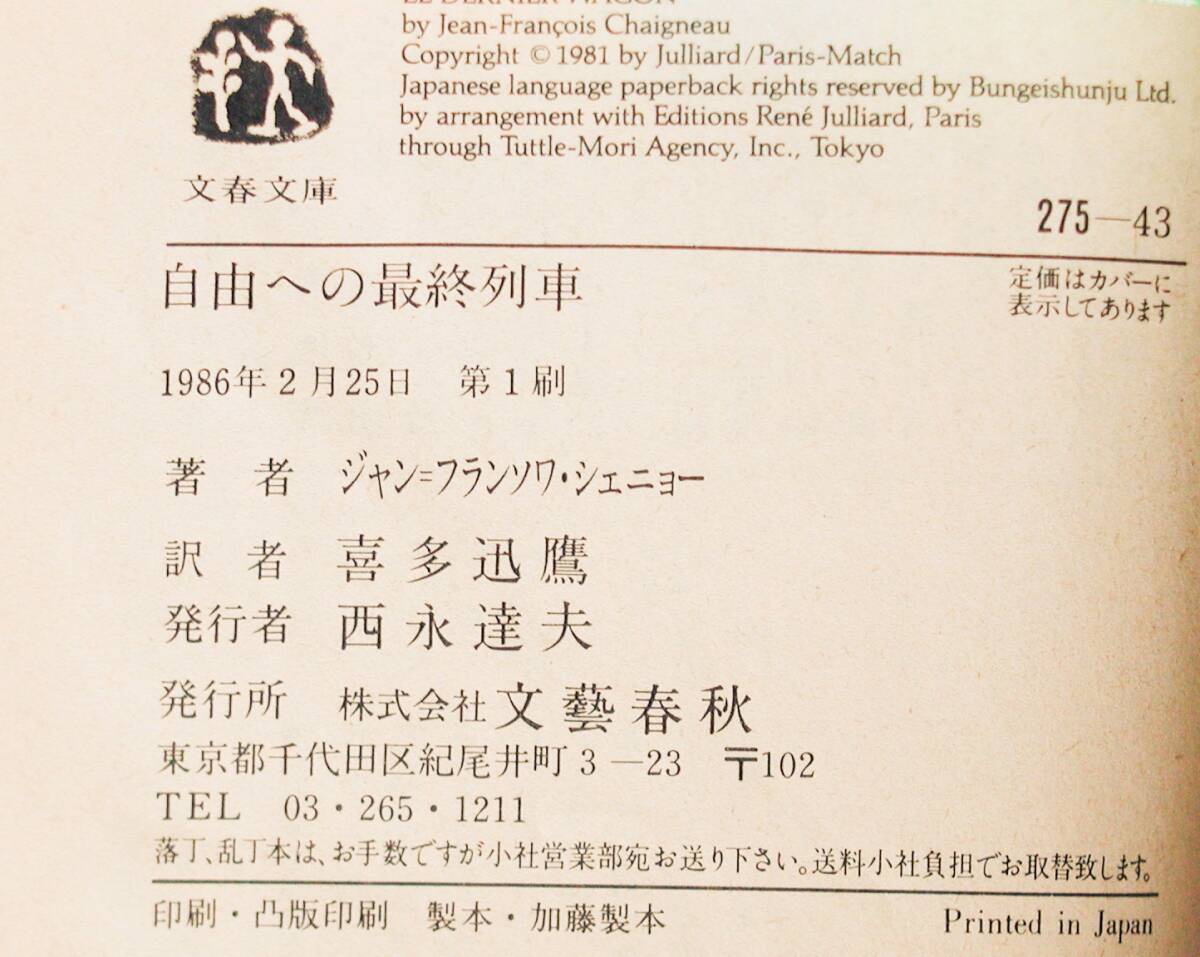 LE DERNIER WAGON
by Jean-François Chaigneau
Copyright © 1981 by Julliard/Paris-Match
Japanese language paperback rights reserved by Bungeishunju Ltd.
by arrangement with Editions René Julliard, Paris
through Tuttle-Mori Agency, Inc., Tokyo
文春文庫
275—43
自由への最終列車
定価はカバーに
表示してあります
1986年2月25日 第1刷
著者 ジャン=フランソワ・シェニョー
訳者 喜多迅鷹
発行者 西永達夫
発行所 株式会社 文藝春秋
東京都千代田区紀尾井町3—23 〒102
TEL 03・265・1211
落丁、乱丁本は、お手数ですが小社営業部宛お送り下さい。送料小社負担でお取替致します。
印刷・凸版印刷 製本・加藤製本
Printed in Japan